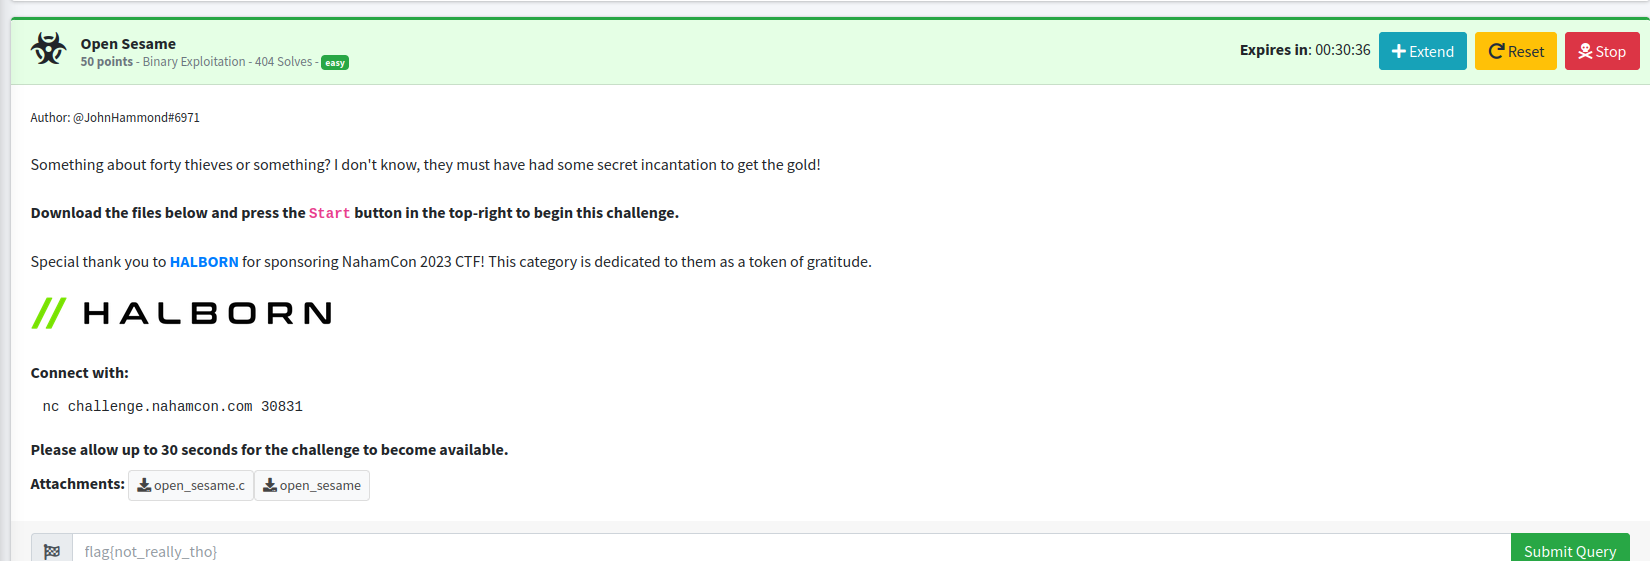 Open Sesame
50 points - Binary Exploitation - 404 Solves - easy
Expires in: 00:30:36 Extend Reset Stop
Author: @JohnHammond#6971
Something about forty thieves or something? I don't know, they must have had some secret incantation to get the gold!
Download the files below and press the Start button in the top-right to begin this challenge.
Special thank you to HALBORN for sponsoring NahamCon 2023 CTF! This category is dedicated to them as a token of gratitude.
HALBORN
Connect with:
nc challenge.nahamcon.com 30831
Please allow up to 30 seconds for the challenge to become available.
Attachments: open_sesame.c open_sesame
flag{not_really_tho} Submit Query